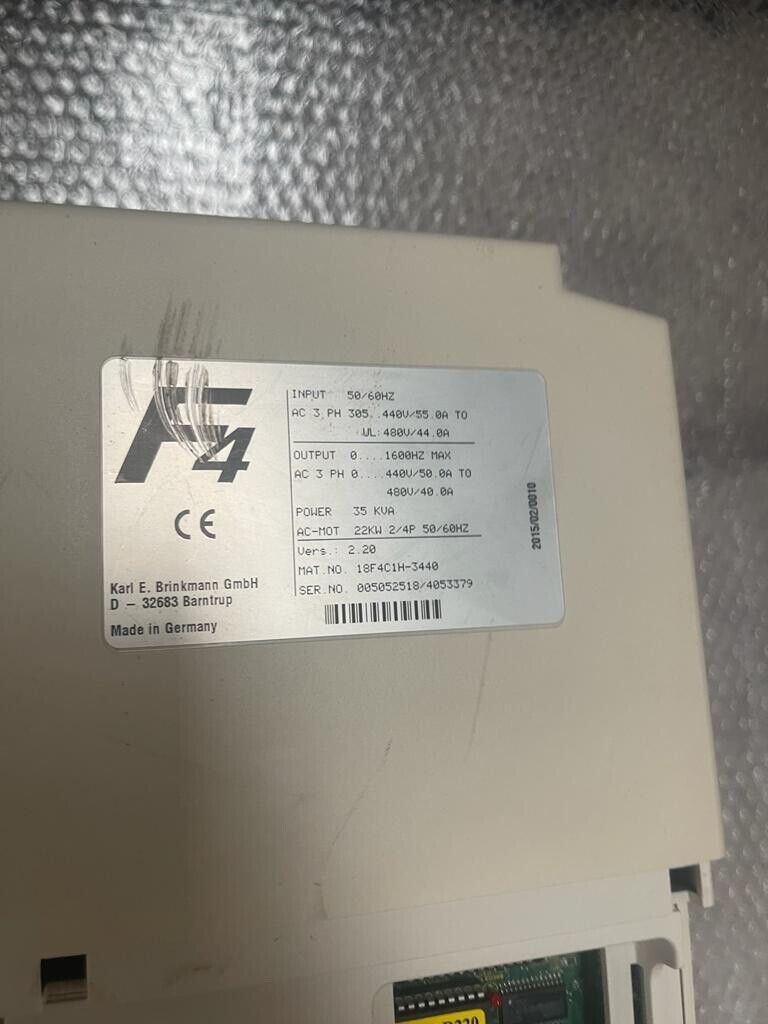 F4
CE
Karl E. Brinkmann GmbH
D – 32683 Barntrup
Made in Germany
INPUT 50/60HZ
AC 3 PH 305..440V/55.0A TO
UL:480V/44.0A
OUTPUT 0....1600HZ MAX
AC 3 PH 0....440V/50.0A TO
480V/40.0A
POWER 35 KVA
AC-MOT 22KW 2/4P 50/60HZ
Vers.: 2.20
MAT.NO. 18F4C1H-3440
SER.NO. 005052518/4053379
2015/02/0010